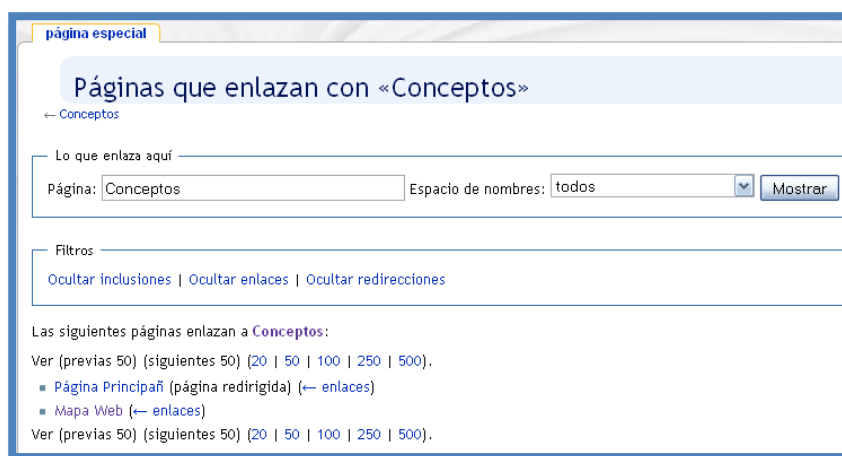 página especial
Páginas que enlazan con «Conceptos»
← Conceptos
Lo que enlaza aquí
Página: Conceptos Espacio de nombres: todos Mostrar
Filtros
Ocultar inclusiones | Ocultar enlaces | Ocultar redirecciones
Las siguientes páginas enlazan a Conceptos:
Ver (previas 50) (siguientes 50) (20 | 50 | 100 | 250 | 500).
Página Principañ (página redirigida) (← enlaces)
Mapa Web (← enlaces)
Ver (previas 50) (siguientes 50) (20 | 50 | 100 | 250 | 500).